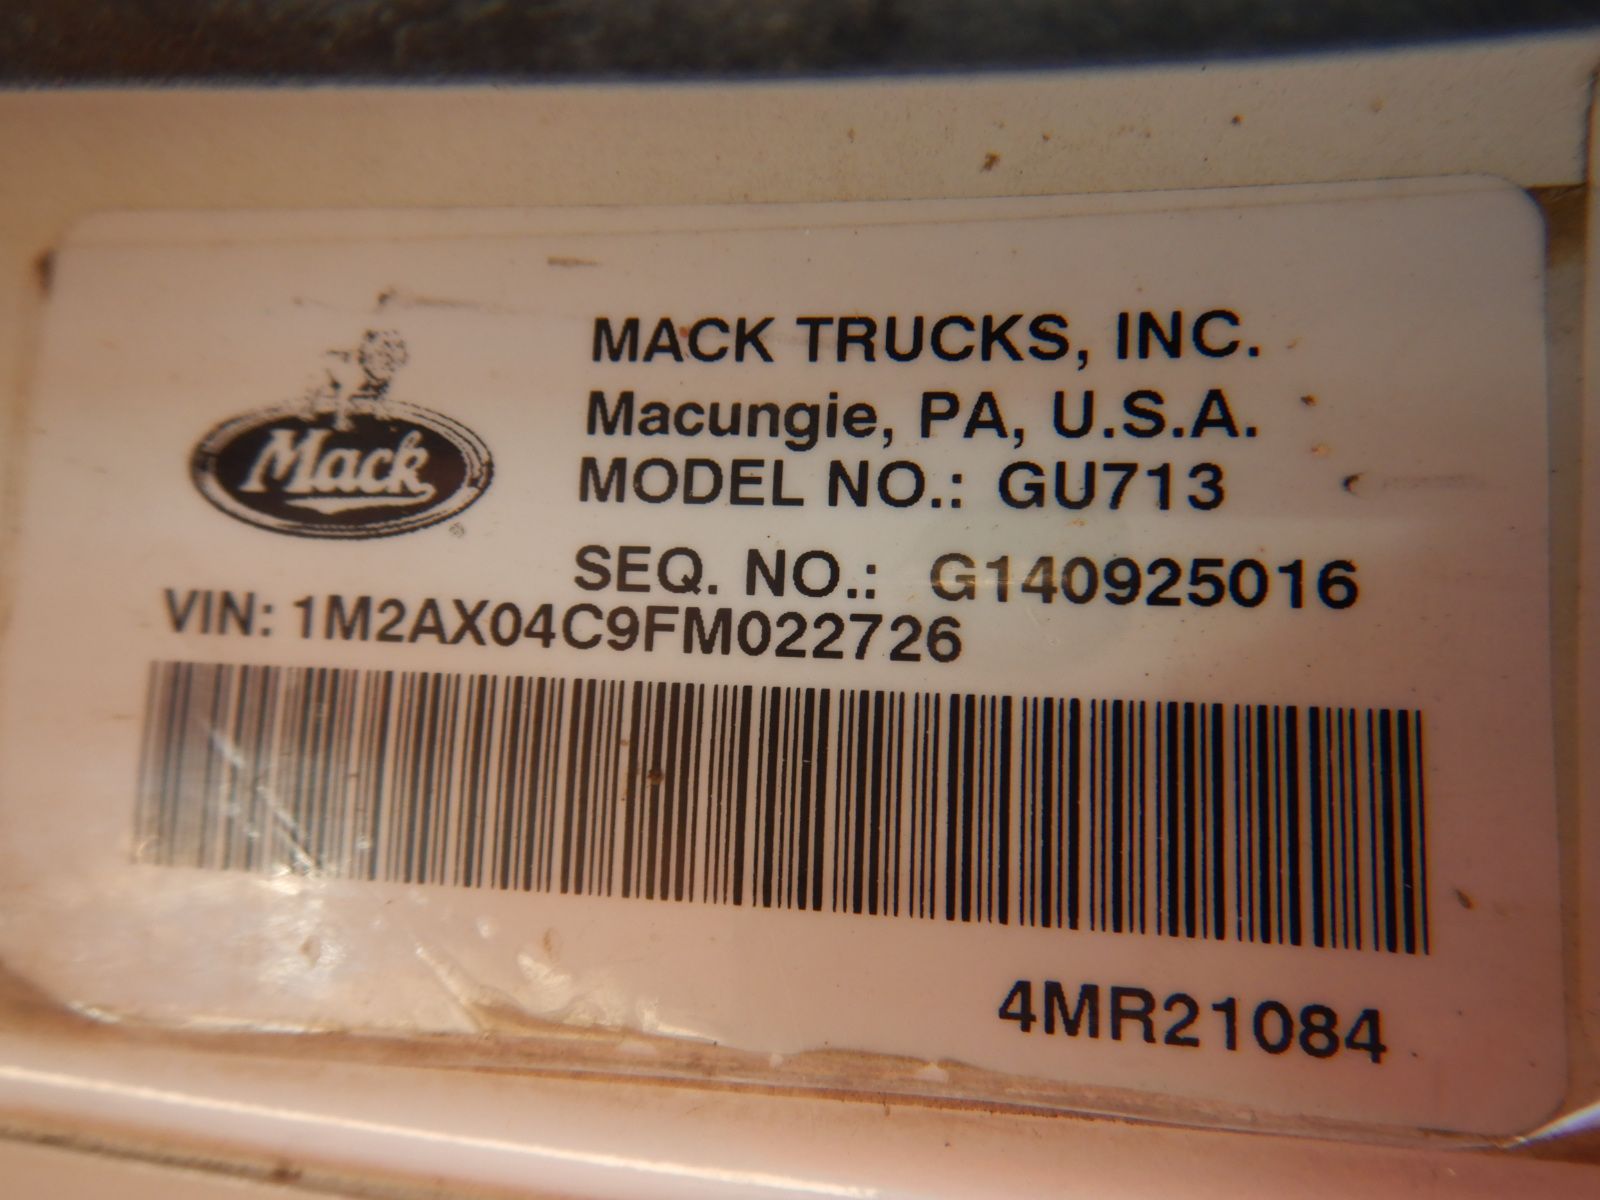 MACK TRUCKS, INC.
Macungie, PA, U.S.A.
Mack
®
MODEL NO.: GU713
SEQ. NO.: G140925016
VIN: 1M2AX04C9FM022726
4MR21084